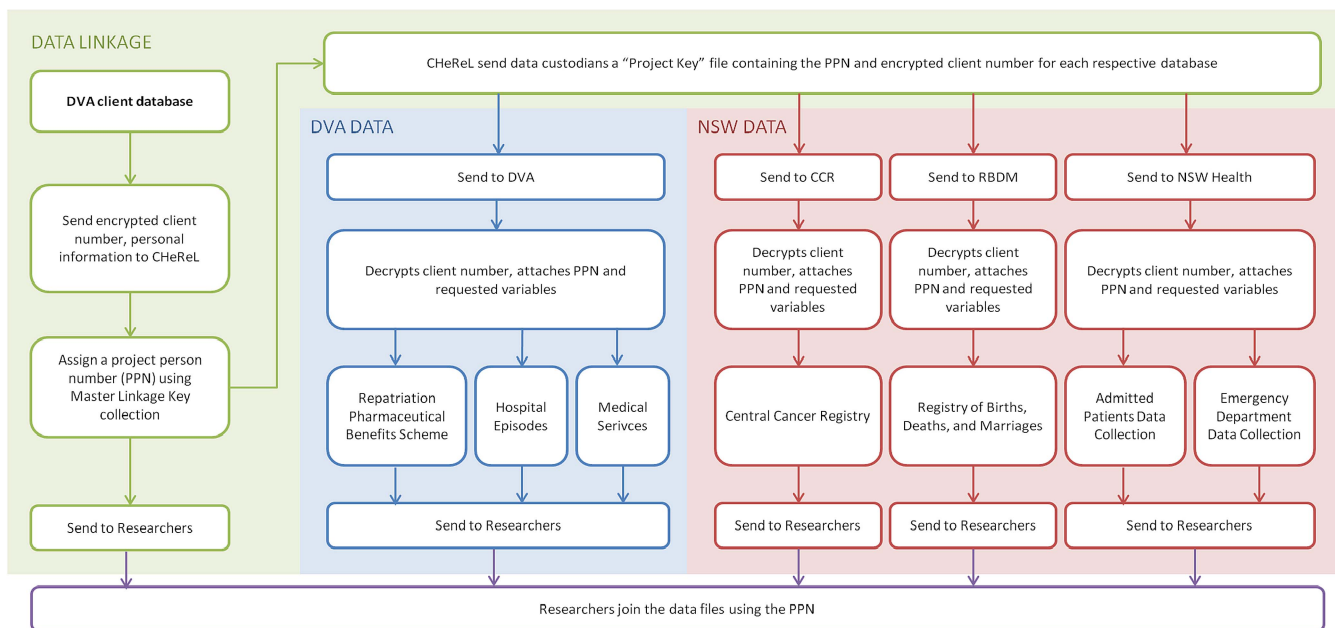 DATA LINKAGE
DVA client database
Send encrypted client
number, personal
information to CHeReL
Assign a project person
number (PPN) using
Master Linkage Key
collection
Send to Researchers
CHeReL send data custodians a “Project Key” file containing the PPN and encrypted client number for each respective database
DVA DATA
Send to DVA
Decrypts client number, attaches PPN and
requested variables
Repatriation
Pharmaceutical
Benefits Scheme
Hospital
Episodes
Medical
Serivces
Send to Researchers
NSW DATA
Send to CCR
Decrypts client
number, attaches
PPN and requested
variables
Central Cancer Registry
Send to Researchers
Send to RBDM
Decrypts client
number, attaches
PPN and requested
variables
Registry of Births,
Deaths, and Marriages
Send to Researchers
Send to NSW Health
Decrypts client number, attaches
PPN and requested variables
Admitted
Patients Data
Collection
Emergency
Department
Data Collection
Send to Researchers
Researchers join the data files using the PPN